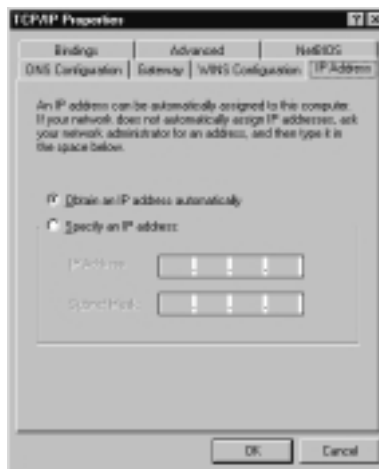 TCP/IP Properties
Bindings Advanced NetBIOS
DNS Configuration Gateway WINS Configuration IP Address
An IP address can be automatically assigned to this computer.
If your network does not automatically assign IP addresses, ask
your network administrator for an address, and then type it in
the space below.
Obtain an IP address automatically
Specify an IP address:
IP Address:
Subnet Mask:
OK Cancel